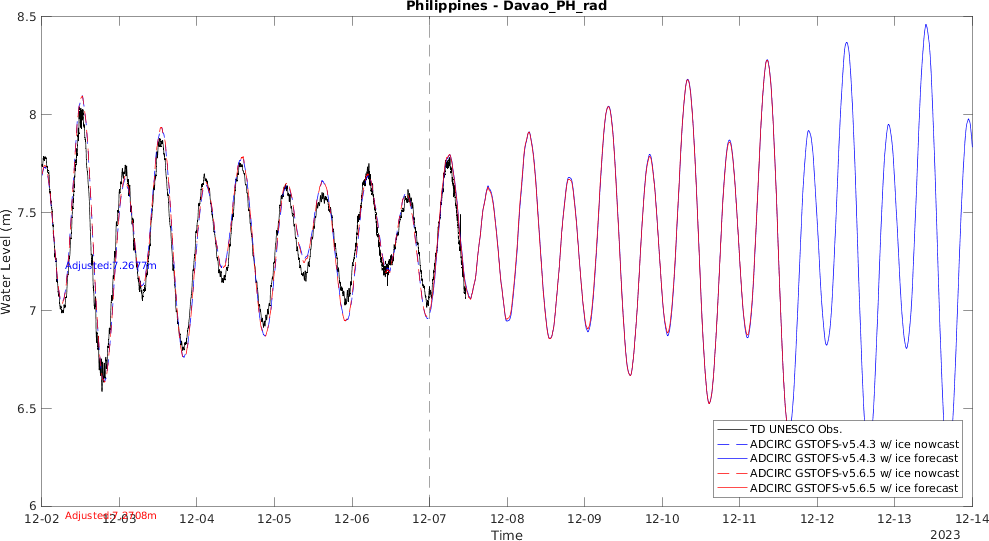 Philippines - Davao_PH_rad
Water Level (m)
8.5
8
7.5
7
6.5
6
Adjusted:7.2677m
Adjusted:7.2708m
TD UNESCO Obs.
ADCIRC GSTOFS-v5.4.3 w/ ice nowcast
ADCIRC GSTOFS-v5.4.3 w/ ice forecast
ADCIRC GSTOFS-v5.6.5 w/ ice nowcast
ADCIRC GSTOFS-v5.6.5 w/ ice forecast
12-02 12-03 12-04 12-05 12-06 12-07 12-08 12-09 12-10 12-11 12-12 12-13 12-14
Time
2023